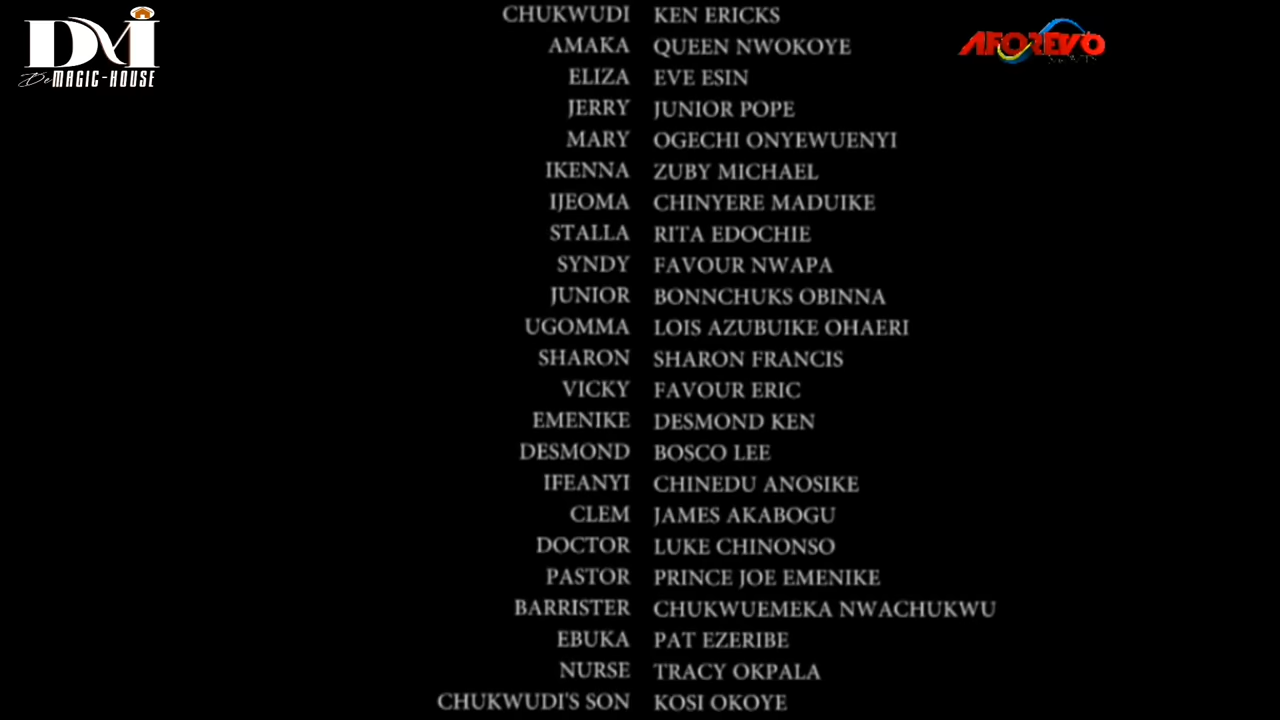 DMI
De MAGIC-HOUSE
AFOREVO
CHUKWUDI KEN ERICKS
AMAKA QUEEN NWOKOYE
ELIZA EVE ESIN
JERRY JUNIOR POPE
MARY OGECHI ONYEWUENYI
IKENNA ZUBY MICHAEL
IJEOMA CHINYERE MADUIKE
STALLA RITA EDOCHIE
SYNDY FAVOUR NWAPA
JUNIOR BONNCHUKS OBINNA
UGOMMA LOIS AZUBUIKE OHAERI
SHARON SHARON FRANCIS
VICKY FAVOUR ERIC
EMENIKE DESMOND KEN
DESMOND BOSCO LEE
IFEANYI CHINEDU ANOSIKE
CLEM JAMES AKABOGU
DOCTOR LUKE CHINONSO
PASTOR PRINCE JOE EMENIKE
BARRISTER CHUKWUEMEKA NWACHUKWU
EBUKA PAT EZERIBE
NURSE TRACY OKPALA
CHUKWUDI'S SON KOSI OKOYE